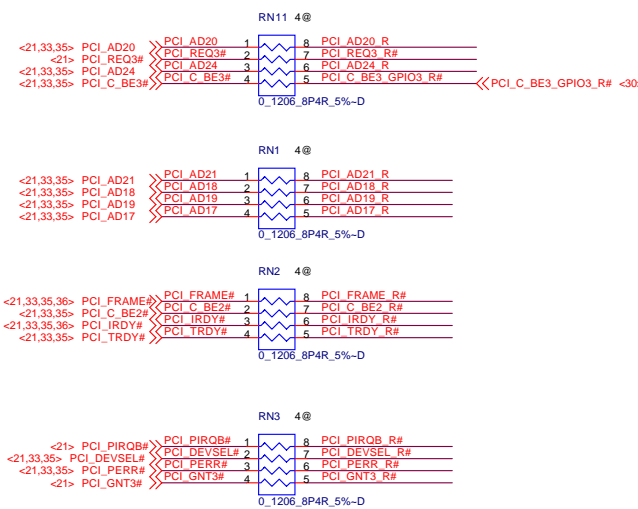 RN11 4@
<21,33,35> PCI_AD20 PCI_AD20 1 8 PCI_AD20_R
<21> PCI_REQ3# PCI_REQ3# 2 7 PCI_REQ3_R#
<21,33,35> PCI_AD24 PCI_AD24 3 6 PCI_AD24_R
<21,33,35> PCI_C_BE3# PCI_C_BE3# 4 5 PCI_C_BE3_GPIO3_R# PCI_C_BE3_GPIO3_R# <30>
0_1206_8P4R_5%~D
RN1 4@
<21,33,35> PCI_AD21 PCI_AD21 1 8 PCI_AD21_R
<21,33,35> PCI_AD18 PCI_AD18 2 7 PCI_AD18_R
<21,33,35> PCI_AD19 PCI_AD19 3 6 PCI_AD19_R
<21,33,35> PCI_AD17 PCI_AD17 4 5 PCI_AD17_R
0_1206_8P4R_5%~D
RN2 4@
<21,33,35,36> PCI_FRAME# PCI_FRAME# 1 8 PCI_FRAME_R#
<21,33,35> PCI_C_BE2# PCI_C_BE2# 2 7 PCI_C_BE2_R#
<21,33,35,36> PCI_IRDY# PCI_IRDY# 3 6 PCI_IRDY_R#
<21,33,35> PCI_TRDY# PCI_TRDY# 4 5 PCI_TRDY_R#
0_1206_8P4R_5%~D
RN3 4@
<21> PCI_PIRQB# PCI_PIRQB# 1 8 PCI_PIRQB_R#
<21,33,35> PCI_DEVSEL# PCI_DEVSEL# 2 7 PCI_DEVSEL_R#
<21,33,35> PCI_PERR# PCI_PERR# 3 6 PCI_PERR_R#
<21> PCI_GNT3# PCI_GNT3# 4 5 PCI_GNT3_R#
0_1206_8P4R_5%~D